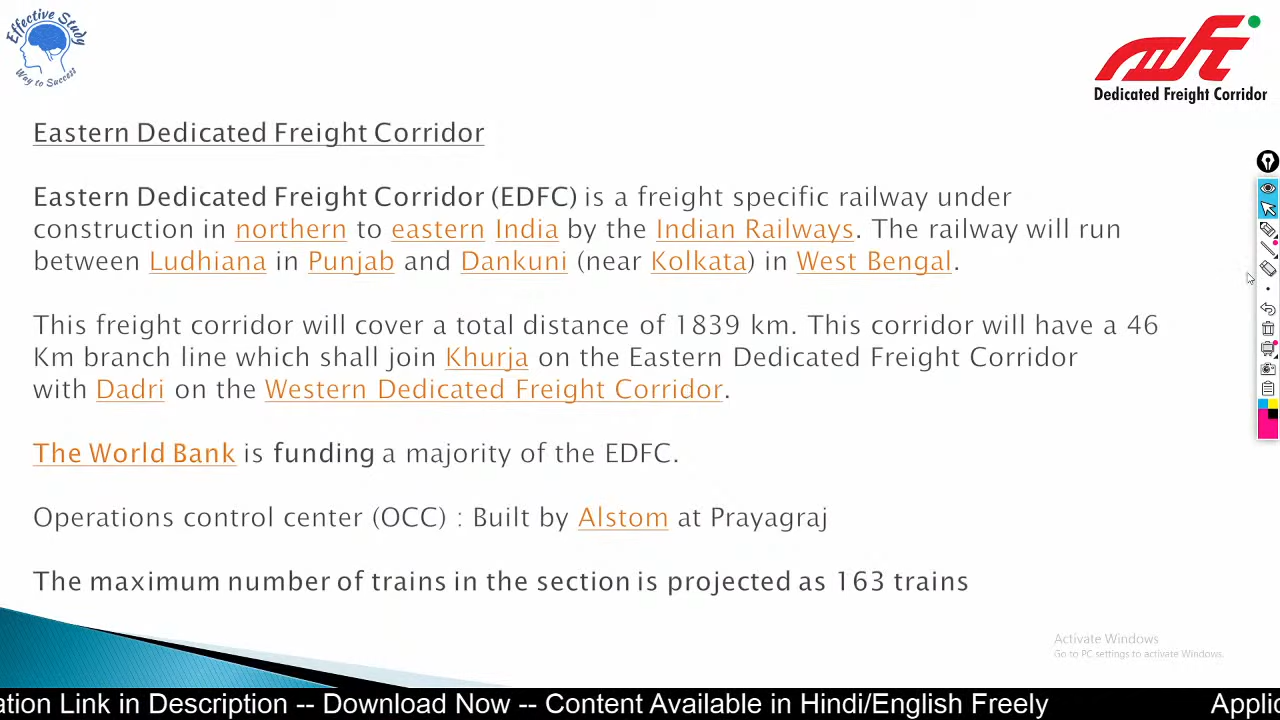 Effective Study
Way to Success
Dedicated Freight Corridor
Eastern Dedicated Freight Corridor
Eastern Dedicated Freight Corridor (EDFC) is a freight specific railway under
construction in northern to eastern India by the Indian Railways. The railway will run
between Ludhiana in Punjab and Dankuni (near Kolkata) in West Bengal.
This freight corridor will cover a total distance of 1839 km. This corridor will have a 46
Km branch line which shall join Khurja on the Eastern Dedicated Freight Corridor
with Dadri on the Western Dedicated Freight Corridor.
The World Bank is funding a majority of the EDFC.
Operations control center (OCC) : Built by Alstom at Prayagraj
The maximum number of trains in the section is projected as 163 trains
Activate Windows
Go to PC settings to activate Windows.
ation Link in Description -- Download Now -- Content Available in Hindi/English Freely Applic